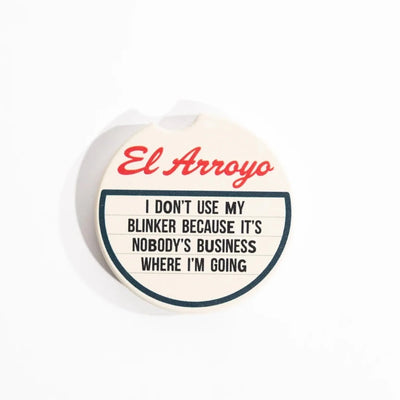 El Arroyo
I DON'T USE MY
BLINKER BECAUSE IT'S
NOBODY'S BUSINESS
WHERE I'M GOING